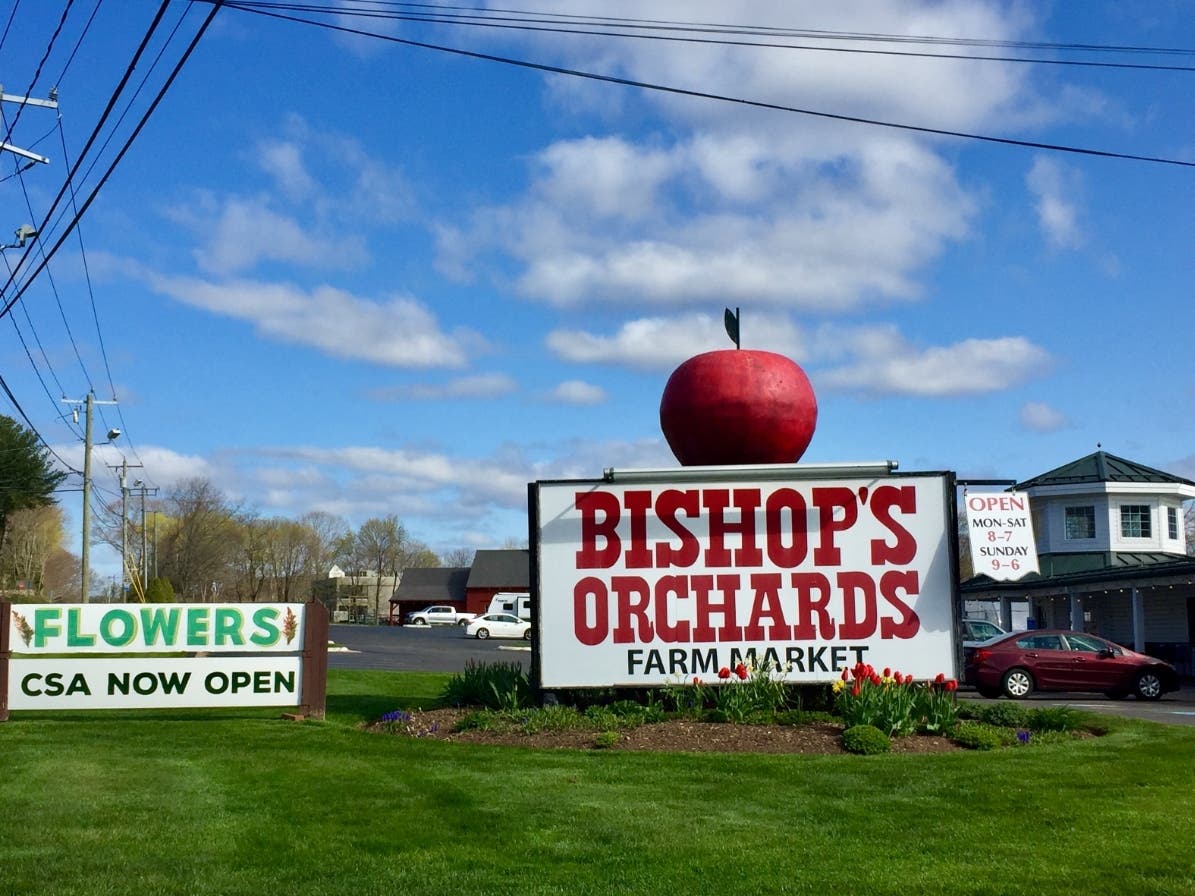 FLOWERS
CSA NOW OPEN
BISHOP'S
ORCHARDS
FARM MARKET
OPEN
MON-SAT
8-7
SUNDAY
9-6